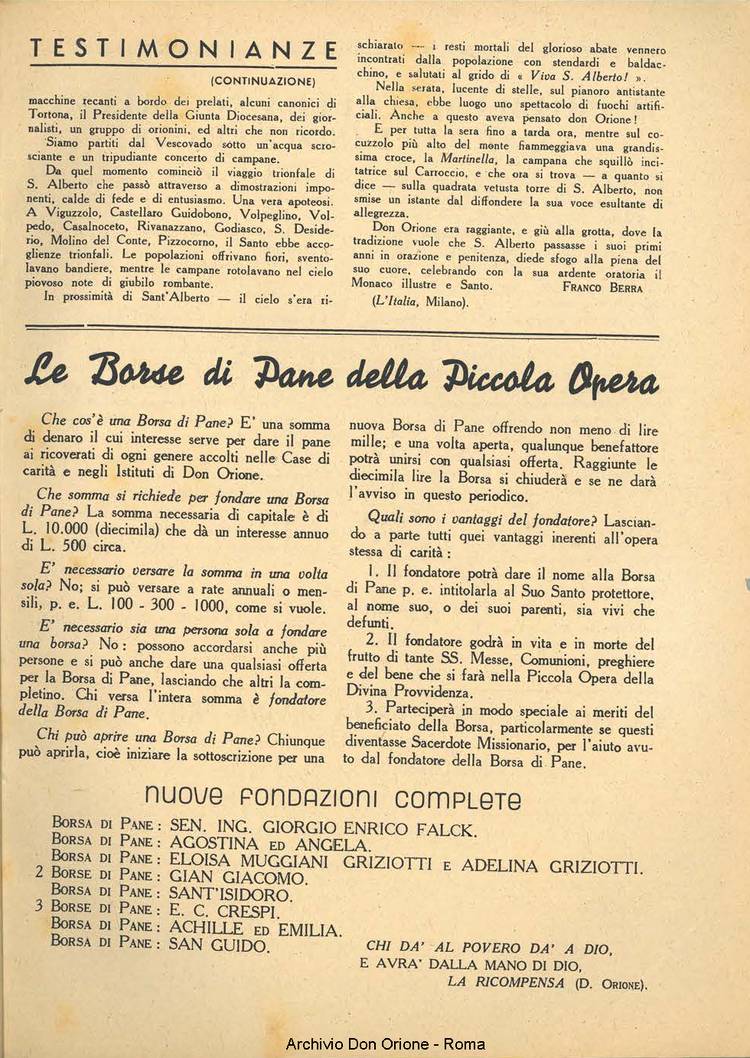 TESTIMONIANZE
(CONTINUAZIONE)
macchine recanti a bordo dei prelati, alcuni canonici di
Tortona, il Presidente della Giunta Diocesana, dei gior-
nalisti, un gruppo di orionini, ed altri che non ricordo.
Siamo partiti dal Vescovado sotto un'acqua scro-
sciante e un tripudiante concerto di campane.
Da quel momento cominciò il viaggio trionfale di
S. Alberto che passò attraverso a dimostrazioni impo-
nenti, calde di fede e di entusiasmo. Una vera apoteosi.
A Viguzzolo, Castellaro Guidobono, Volpeglino, Vol-
pedo, Casalnoceto, Rivanazzano, Godiasco, S. Deside-
rio, Molino del Conte, Pizzocorno, il Santo ebbe acco-
glienze trionfali. Le popolazioni offrivano fiori, svento-
lavano bandiere, mentre le campane rotolavano nel cielo
piovoso note di giubilo rombante.
In prossimità di Sant'Alberto — il cielo s'era ri-
schiarato — i resti mortali del glorioso abate vennero
incontrati dalla popolazione con stendardi e baldac-
chino, e salutati al grido di « Viva S. Alberto! ».
Nella serata, lucente di stelle, sul pianoro antistante
alla chiesa, ebbe luogo uno spettacolo di fuochi artifi-
ciali. Anche a questo aveva pensato don Orione!
E per tutta la sera fino a tarda ora, mentre sul co-
cuzzolo più alto del monte fiammeggiava una grandis-
sima croce, la Martinella, la campana che squillò inci-
tatrice sul Carroccio, e che ora si trova — a quanto si
dice — sulla quadrata vetusta torre di S. Alberto, non
smise un istante dal diffondere la sua voce esultante di
allegrezza.
Don Orione era raggiante, e giù alla grotta, dove la
tradizione vuole che S. Alberto passasse i suoi primi
anni in orazione e penitenza, diede sfogo alla piena del
suo cuore, celebrando con la sua ardente oratoria il
Monaco illustre e Santo. FRANCO BERRA
(L'Italia, Milano).
Le Borse di Pane della Piccola Opera
Che cos'è una Borsa di Pane? E' una somma
di denaro il cui interesse serve per dare il pane
ai ricoverati di ogni genere accolti nelle Case di
carità e negli Istituti di Don Orione.
Che somma si richiede per fondare una Borsa
di Pane? La somma necessaria di capitale è di
L. 10.000 (diecimila) che dà un interesse annuo
di L. 500 circa.
E' necessario versare la somma in una volta
sola? No; si può versare a rate annuali o men-
sili, p. e. L. 100 - 300 - 1000, come si vuole.
E' necessario sia una persona sola a fondare
una borsa? No: possono accordarsi anche più
persone e si può anche dare una qualsiasi offerta
per la Borsa di Pane, lasciando che altri la com-
pletino. Chi versa l'intera somma è fondatore
della Borsa di Pane.
Chi può aprire una Borsa di Pane? Chiunque
può aprirla, cioè iniziare la sottoscrizione per una
nuova Borsa di Pane offrendo non meno di lire
mille; e una volta aperta, qualunque benefattore
potrà unirsi con qualsiasi offerta. Raggiunte le
diecimila lire la Borsa si chiuderà e se ne darà
l'avviso in questo periodico.
Quali sono i vantaggi del fondatore? Lascian-
do a parte tutti quei vantaggi inerenti all'opera
stessa di carità:
1. Il fondatore potrà dare il nome alla Borsa
di Pane p. e. intitolarla al Suo Santo protettore,
al nome suo, o dei suoi parenti, sia vivi che
defunti.
2. Il fondatore godrà in vita e in morte del
frutto di tante SS. Messe, Comunioni, preghiere
e del bene che si farà nella Piccola Opera della
Divina Provvidenza.
3. Parteciperà in modo speciale ai meriti del
beneficiato della Borsa, particolarmente se questi
diventasse Sacerdote Missionario, per l'aiuto avu-
to dal fondatore della Borsa di Pane.
NUOVE FONDAZIONI COMPLETE
BORSA DI PANE: SEN. ING. GIORGIO ENRICO FALCK.
BORSA DI PANE: AGOSTINA ED ANGELA.
BORSA DI PANE: ELOISA MUGGIANI GRIZIOTTI E ADELINA GRIZIOTTI.
2 BORSE DI PANE: GIAN GIACOMO.
BORSA DI PANE: SANT'ISIDORO.
3 BORSE DI PANE: E. C. CRESPI.
BORSA DI PANE: ACHILLE ED EMILIA.
BORSA DI PANE: SAN GUIDO.
CHI DA' AL POVERO DA' A DIO,
E AVRA' DALLA MANO DI DIO,
LA RICOMPENSA (D. ORIONE).
Archivio Don Orione - Roma